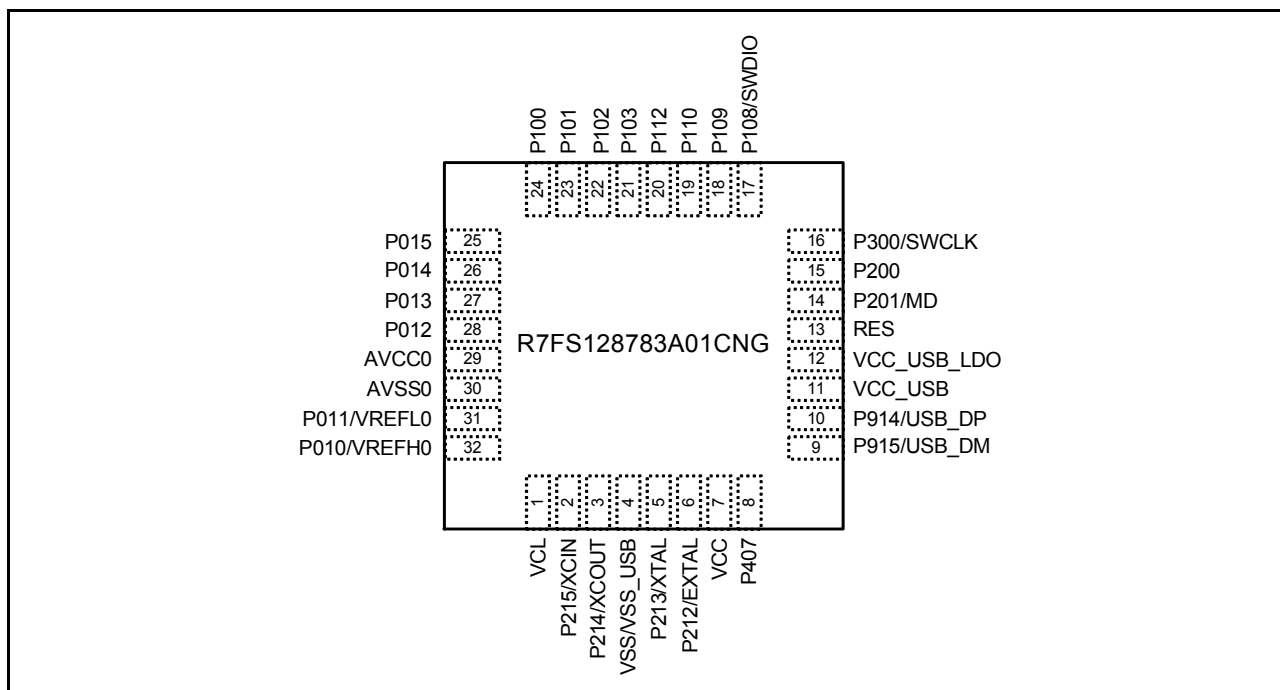 P100
P101
P102
P103
P112
P110
P109
P108/SWDIO
24
23
22
21
20
19
18
17
P015
25
P014
26
P013
27
P012
28
AVCC0
29
AVSS0
30
P011/VREFL0
31
P010/VREFH0
32
R7FS128783A01CNG
16
P300/SWCLK
15
P200
14
P201/MD
13
RES
12
VCC_USB_LDO
11
VCC_USB
10
P914/USB_DP
9
P915/USB_DM
1
2
3
4
5
6
7
8
VCL
P215/XCIN
P214/XCOUT
VSS/VSS_USB
P213/XTAL
P212/EXTAL
VCC
P407